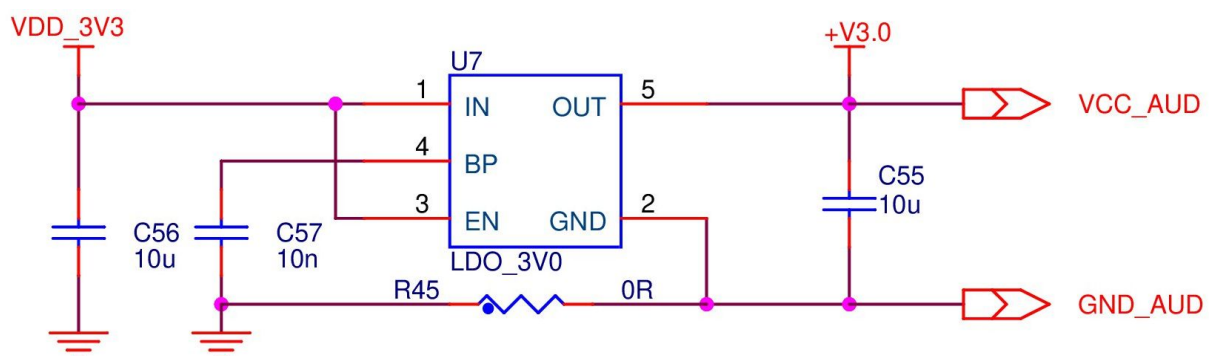 VDD_3V3
+V3.0
U7
1
IN
OUT
5
VCC_AUD
4
BP
3
EN
GND
2
C55
10u
C56
10u
C57
10n
LDO_3V0
R45
0R
GND_AUD